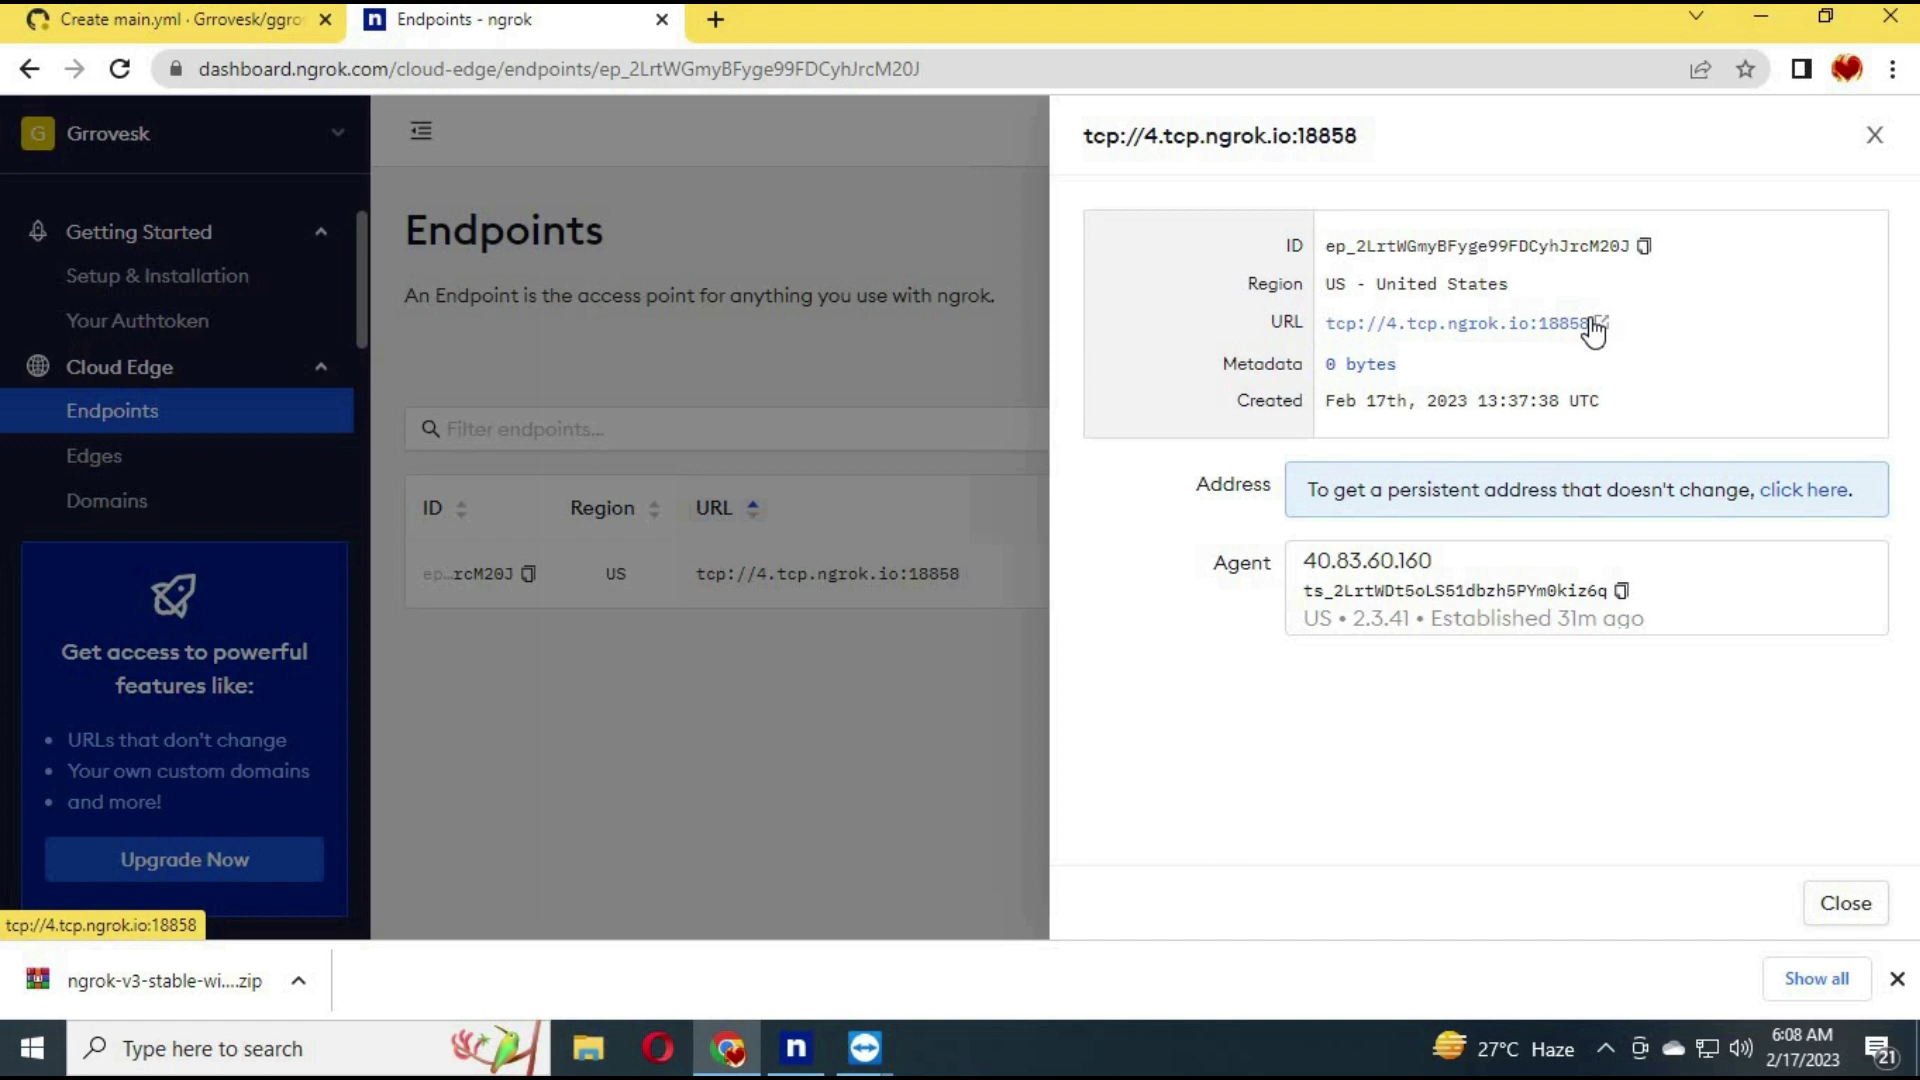 Create main.yml · Grrovesk/ggro
Endpoints - ngrok
dashboard.ngrok.com/cloud-edge/endpoints/ep_2LrtWGmyBFyge99FDCyhJrcM20J
G Grrovesk
Getting Started
Setup & Installation
Your Authtoken
Cloud Edge
Endpoints
Edges
Domains
Get access to powerful
features like:
• URLs that don't change
• Your own custom domains
• and more!
Upgrade Now
tcp://4.tcp.ngrok.io:18858
Endpoints
An Endpoint is the access point for anything you use with ngrok.
Filter endpoints...
ID Region URL
ep…rcM20J US tcp://4.tcp.ngrok.io:18858
tcp://4.tcp.ngrok.io:18858
ID ep_2LrtWGmyBFyge99FDCyhJrcM20J
Region US - United States
URL tcp://4.tcp.ngrok.io:18858
Metadata 0 bytes
Created Feb 17th, 2023 13:37:38 UTC
Address To get a persistent address that doesn't change, click here.
Agent 40.83.60.160
ts_2LrtWDt5oLS51dbzh5PYm0kiz6q
US • 2.3.41 • Established 31m ago
Close
ngrok-v3-stable-wi....zip
Show all
Type here to search
27°C Haze
6:08 AM
2/17/2023
21